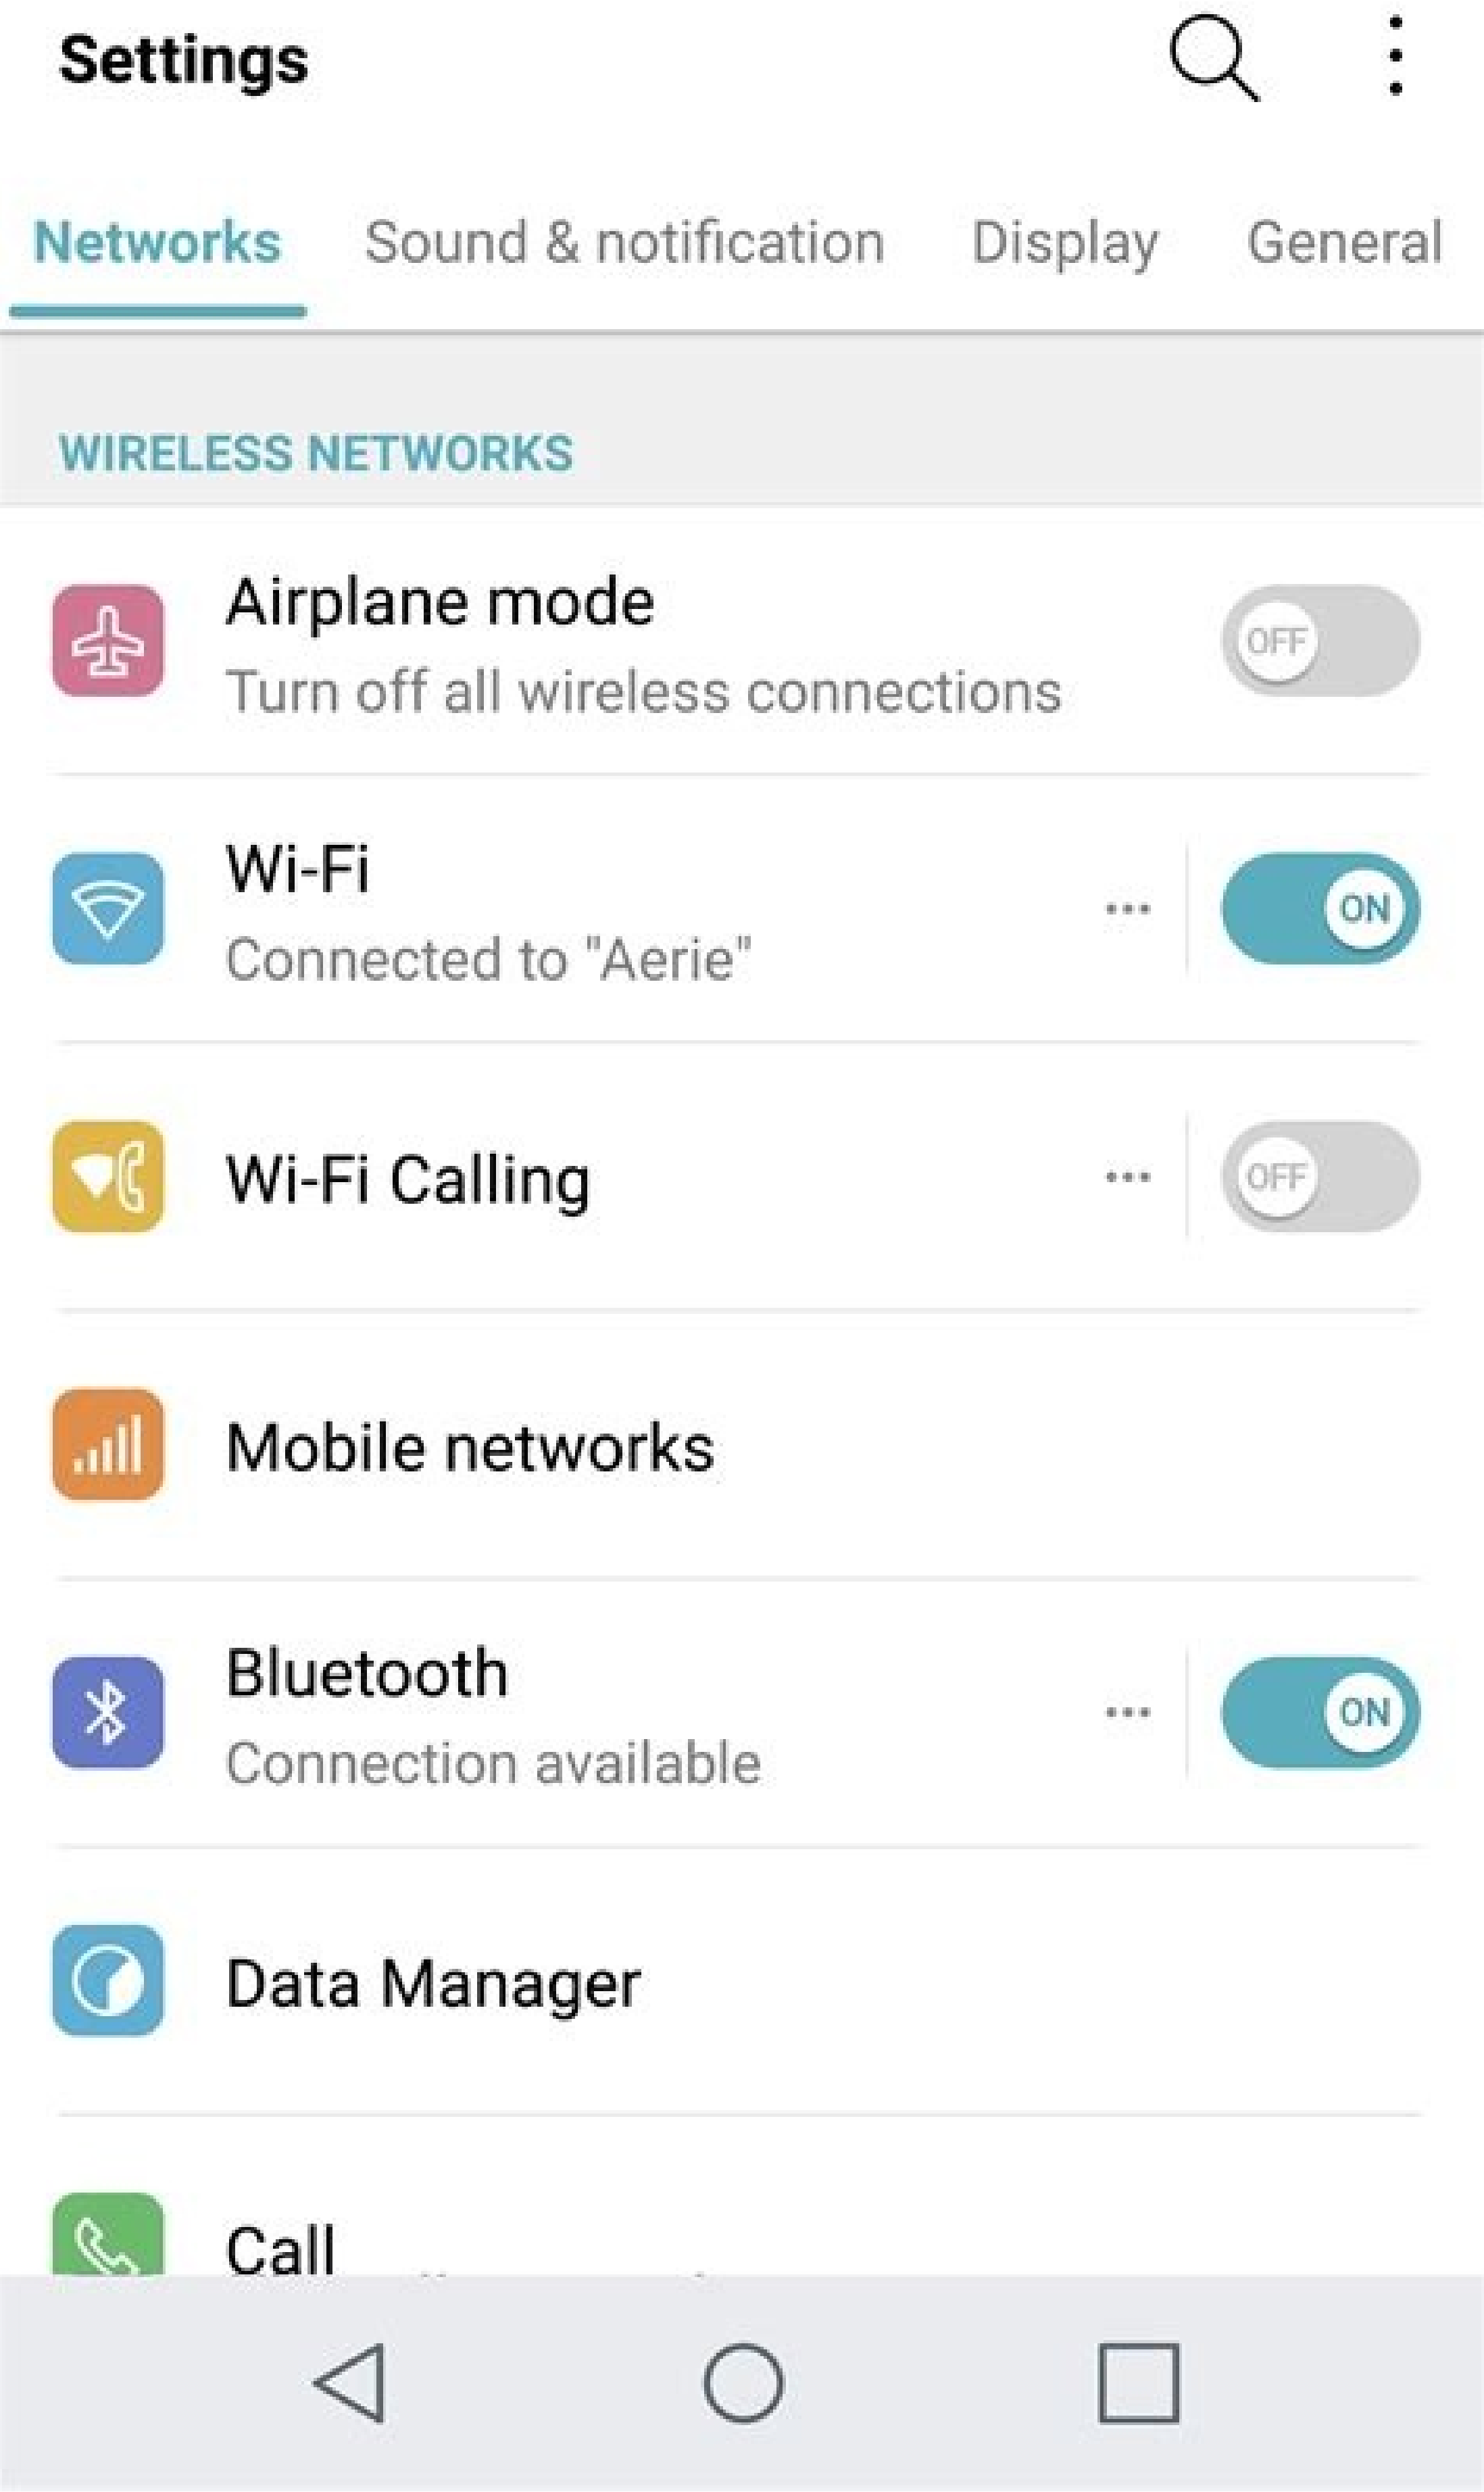 Settings
Networks Sound & notification Display General
WIRELESS NETWORKS
Airplane mode
OFF
Turn off all wireless connections
Wi-Fi
ON
Connected to "Aerie"
Wi-Fi Calling
OFF
Mobile networks
Bluetooth
ON
Connection available
Data Manager
Call